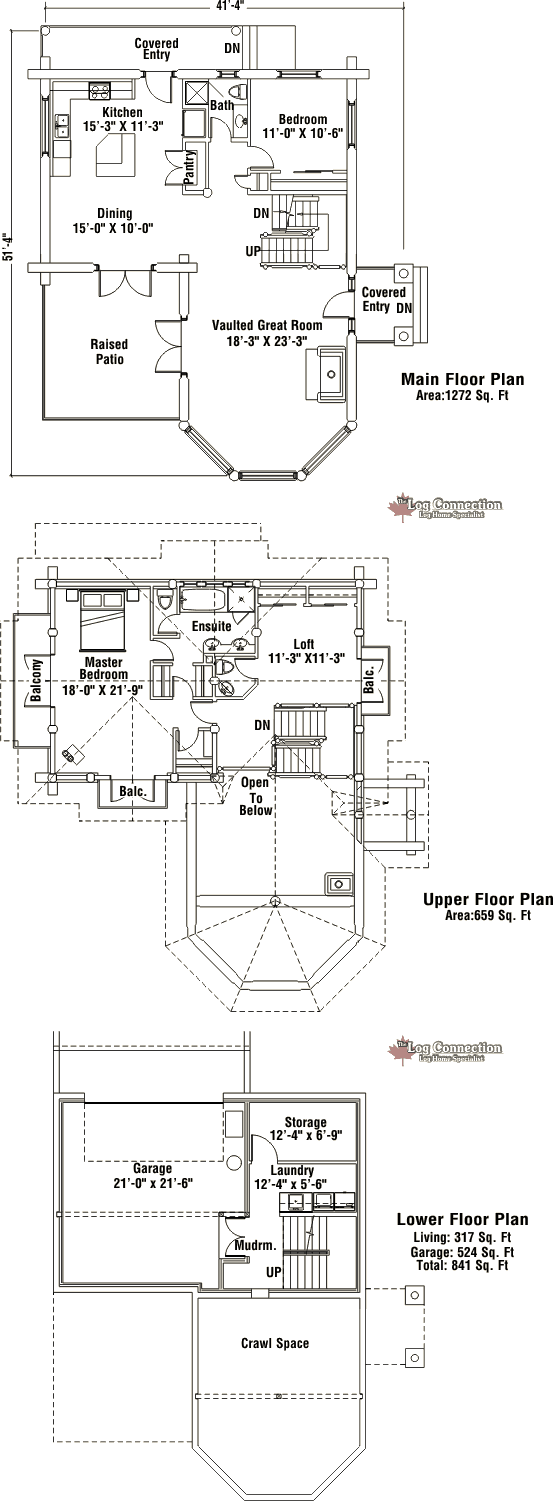 41'-4"
Covered
Entry
DN
Kitchen
15'-3" X 11'-3"
Bath
Bedroom
11'-0" X 10'-6"
Pantry
Dining
15'-0" X 10'-0"
DN
UP
51'-4"
Covered
Entry DN
Vaulted Great Room
18'-3" X 23'-3"
Raised
Patio
Main Floor Plan
Area:1272 Sq. Ft
The Log Connection
Log Home Specialist
Ensuite
Loft
11'-3" X11'-3"
Master
Bedroom
18'-0" X 21'-9"
Balcony
Balc.
DN
Open
To
Below
Balc.
Upper Floor Plan
Area:659 Sq. Ft
The Log Connection
Log Home Specialist
Storage
12'-4" x 6'-9"
Garage
21'-0" x 21'-6"
Laundry
12'-4" x 5'-6"
Mudrm.
UP
Lower Floor Plan
Living: 317 Sq. Ft
Garage: 524 Sq. Ft
Total: 841 Sq. Ft
Crawl Space